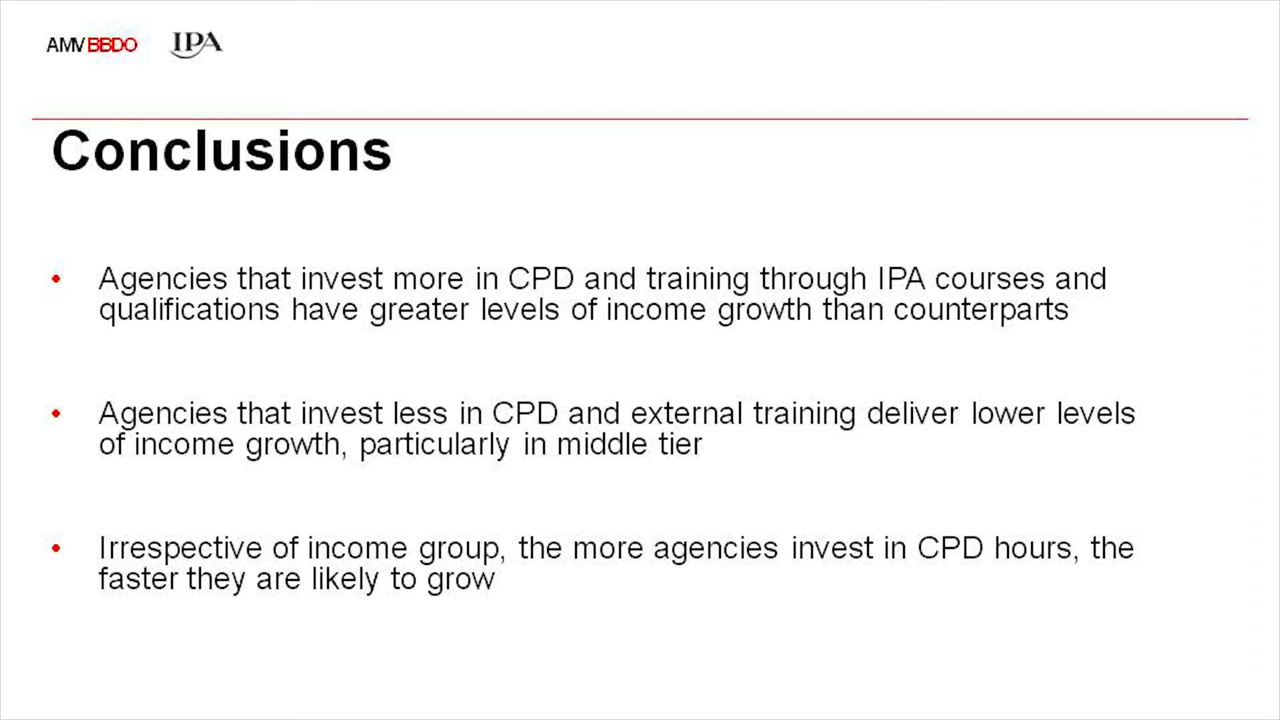 AMV BBDO IPA
Conclusions
• Agencies that invest more in CPD and training through IPA courses and
qualifications have greater levels of income growth than counterparts
• Agencies that invest less in CPD and external training deliver lower levels
of income growth, particularly in middle tier
• Irrespective of income group, the more agencies invest in CPD hours, the
faster they are likely to grow